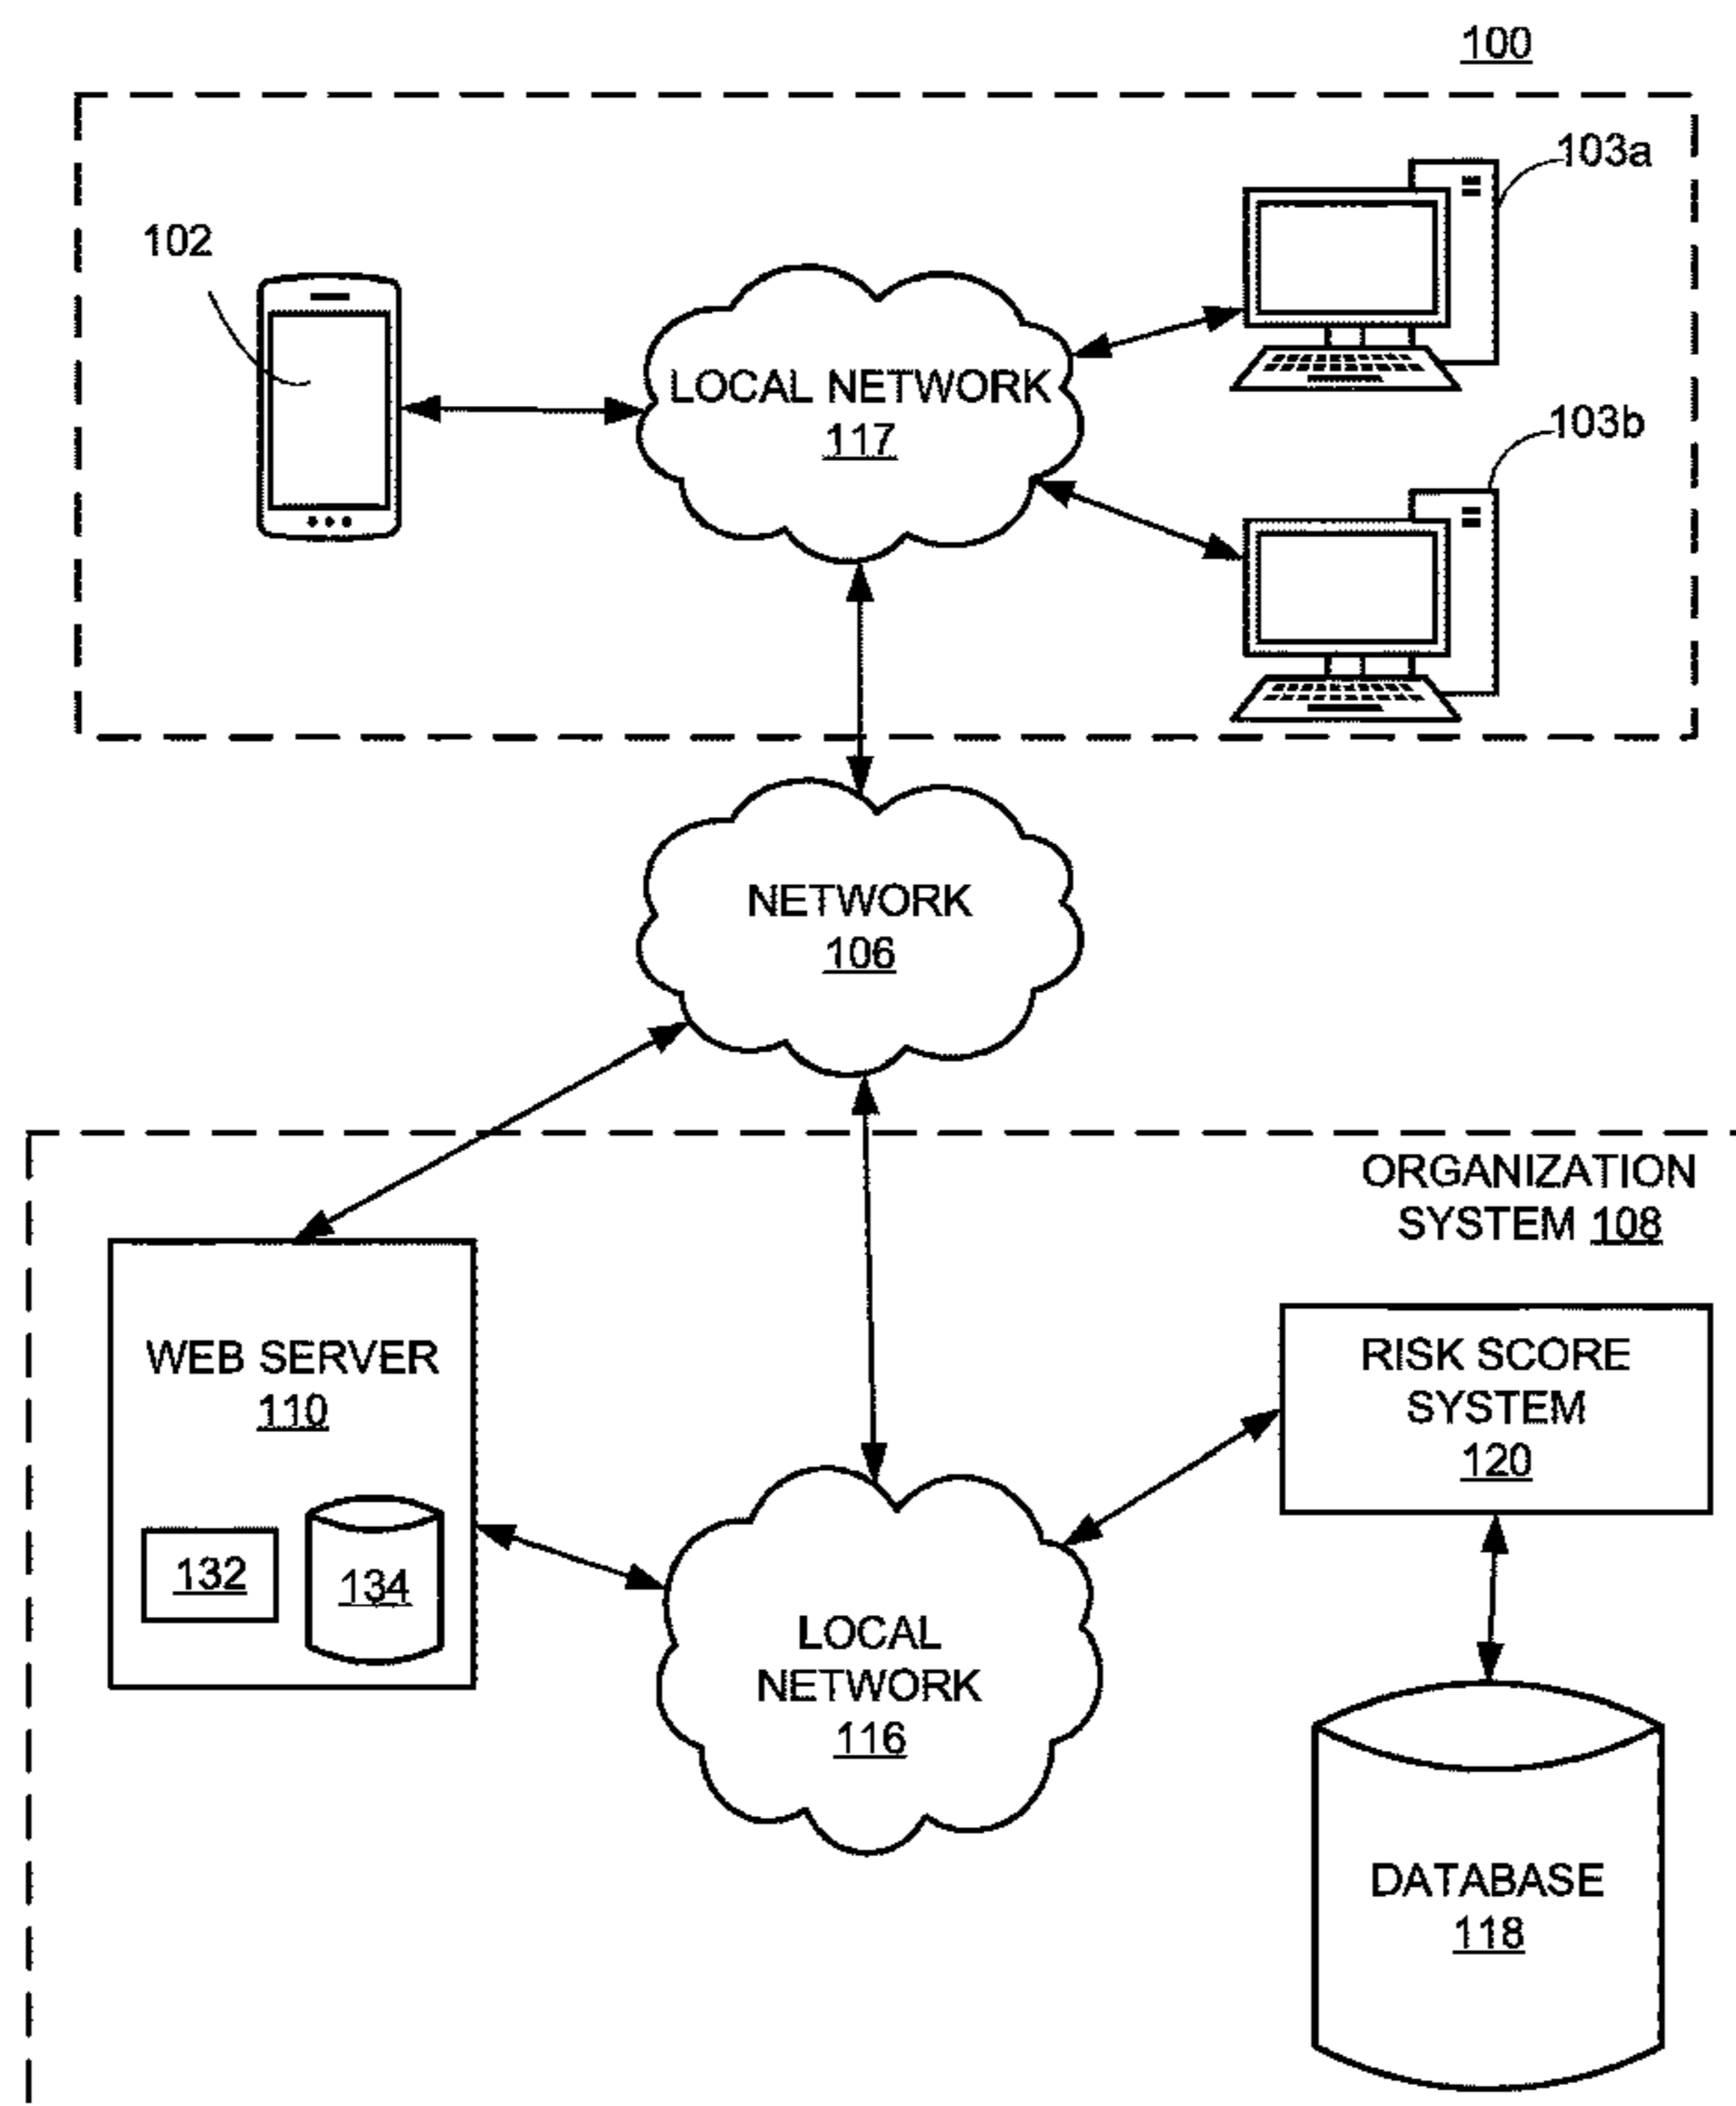 100
103a
102
LOCAL NETWORK
117
103b
NETWORK
106
ORGANIZATION
SYSTEM 108
WEB SERVER
110
RISK SCORE
SYSTEM
120
132
134
LOCAL
NETWORK
116
DATABASE
118